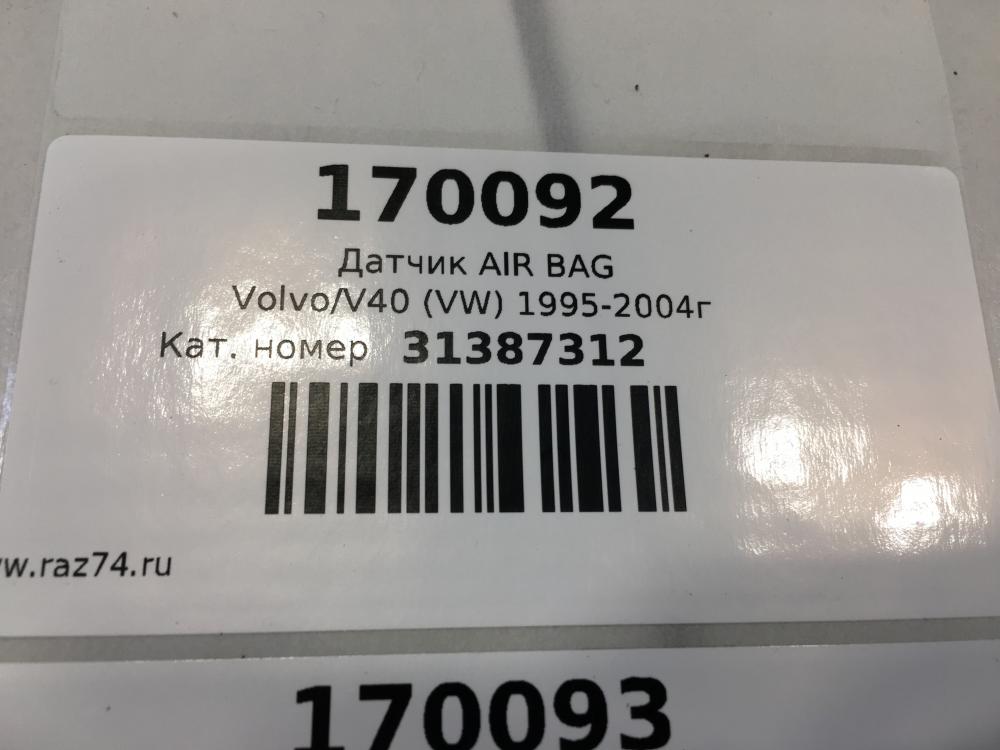 170092
Датчик AIR BAG
Volvo/V40 (VW) 1995-2004г
Кат. номер 31387312
w.raz74.ru
170093